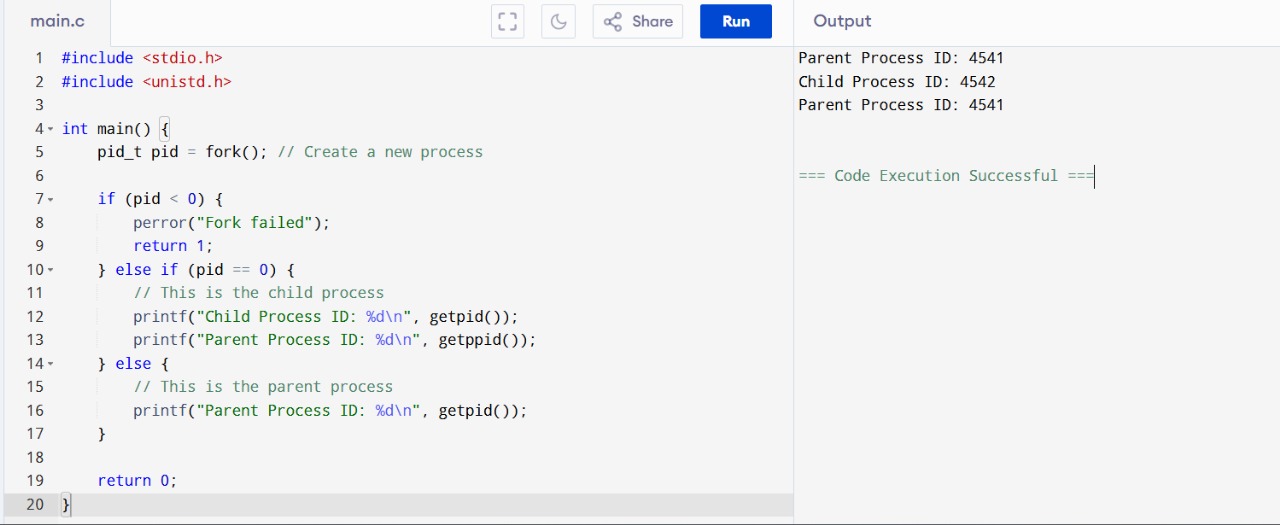 main.c
Share
Run
Output
1 #include <stdio.h>
2 #include <unistd.h>
3
4 int main() {
5     pid_t pid = fork(); // Create a new process
6
7     if (pid < 0) {
8         perror("Fork failed");
9         return 1;
10     } else if (pid == 0) {
11         // This is the child process
12         printf("Child Process ID: %d\n", getpid());
13         printf("Parent Process ID: %d\n", getppid());
14     } else {
15         // This is the parent process
16         printf("Parent Process ID: %d\n", getpid());
17     }
18
19     return 0;
20 }
Parent Process ID: 4541
Child Process ID: 4542
Parent Process ID: 4541
=== Code Execution Successful ===